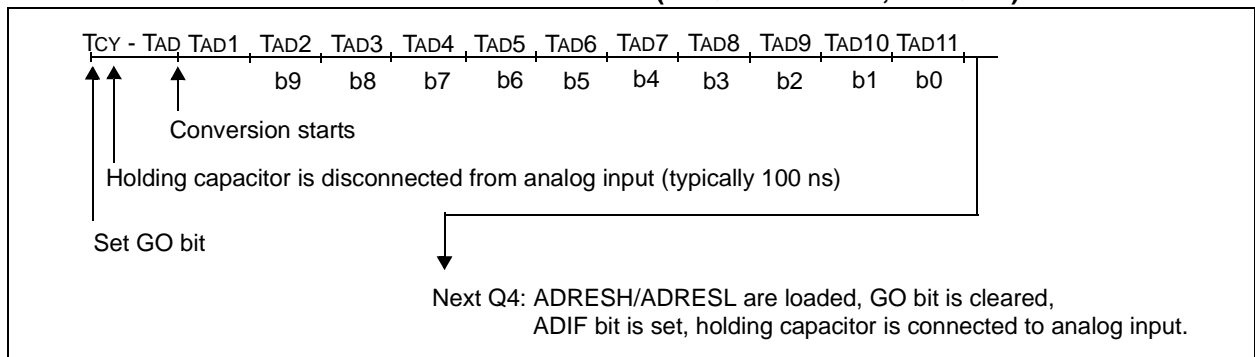 TCY - TAD TAD1 TAD2 TAD3 TAD4 TAD5 TAD6 TAD7 TAD8 TAD9 TAD10 TAD11
b9 b8 b7 b6 b5 b4 b3 b2 b1 b0
Conversion starts
Holding capacitor is disconnected from analog input (typically 100 ns)
Set GO bit
Next Q4: ADRESH/ADRESL are loaded, GO bit is cleared,
ADIF bit is set, holding capacitor is connected to analog input.